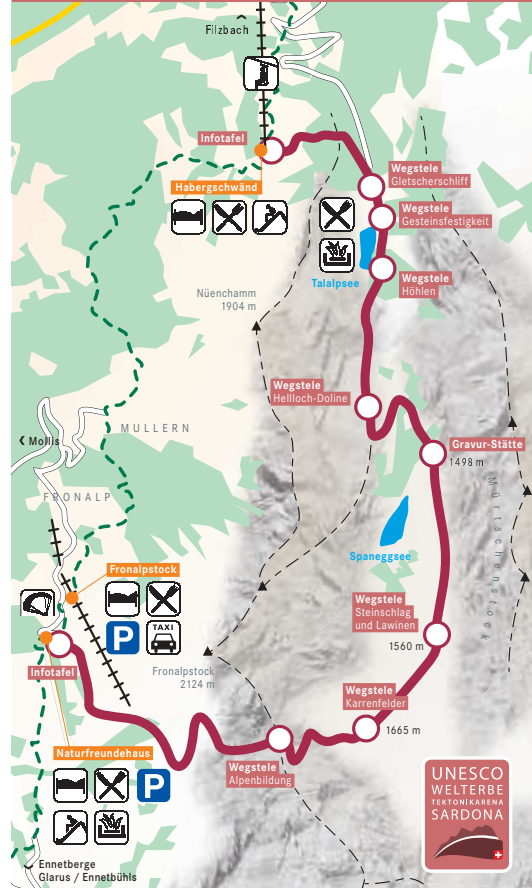 Filzbach
Infotafel
Habergschwänd
Wegstele
Gletscherschliff
Wegstele
Gesteinsfestigkeit
Wegstele
Höhlen
Talalpsee
Nüenchamm
1904 m
Wegstele
Hellloch-Doline
MULLERN
Mollis
Gravur-Stätte
1498 m
FRONALP
Mürtschenstock
Spaneggsee
Fronalpstock
P
TAXI
Wegstele
Steinschlag
und Lawinen
1560 m
Infotafel
Fronalpstock
2124 m
Wegstele
Karrenfelder
1665 m
Naturfreundehaus
P
Wegstele
Alpenbildung
UNESCO
WELTERBE
TEKTONIKARENA
SARDONA
Ennetberge
Glarus / Ennetbühls